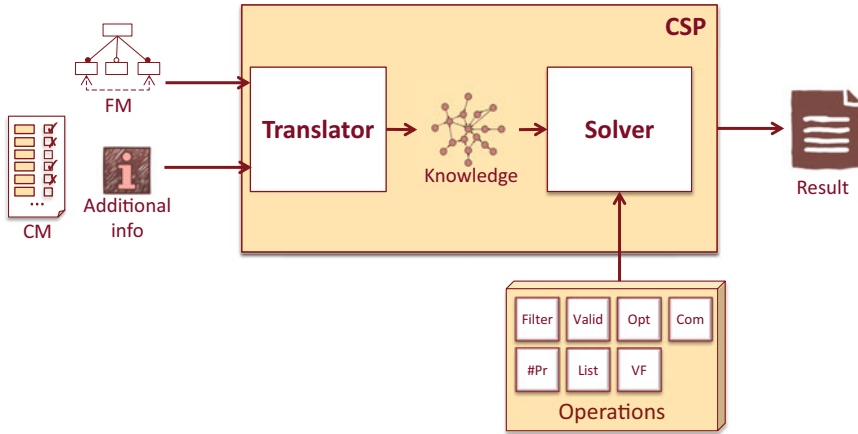 CSP
FM
Translator
Solver
Knowledge
Result
CM
...
i
Additional
info
Filter
Valid
Opt
Com
#Pr
List
VF
Operations